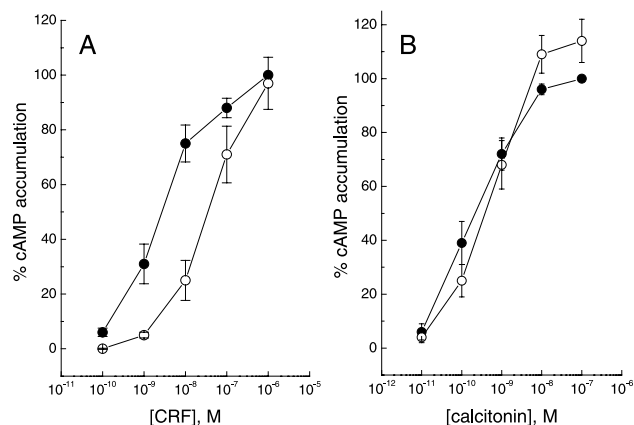 A
% cAMP accumulation
120
100
80
60
40
20
0
10⁻¹¹ 10⁻¹⁰ 10⁻⁹ 10⁻⁸ 10⁻⁷ 10⁻⁶ 10⁻⁵
[CRF], M
B
% cAMP accumulation
120
100
80
60
40
20
0
10⁻¹² 10⁻¹¹ 10⁻¹⁰ 10⁻⁹ 10⁻⁸ 10⁻⁷ 10⁻⁶
[calcitonin], M